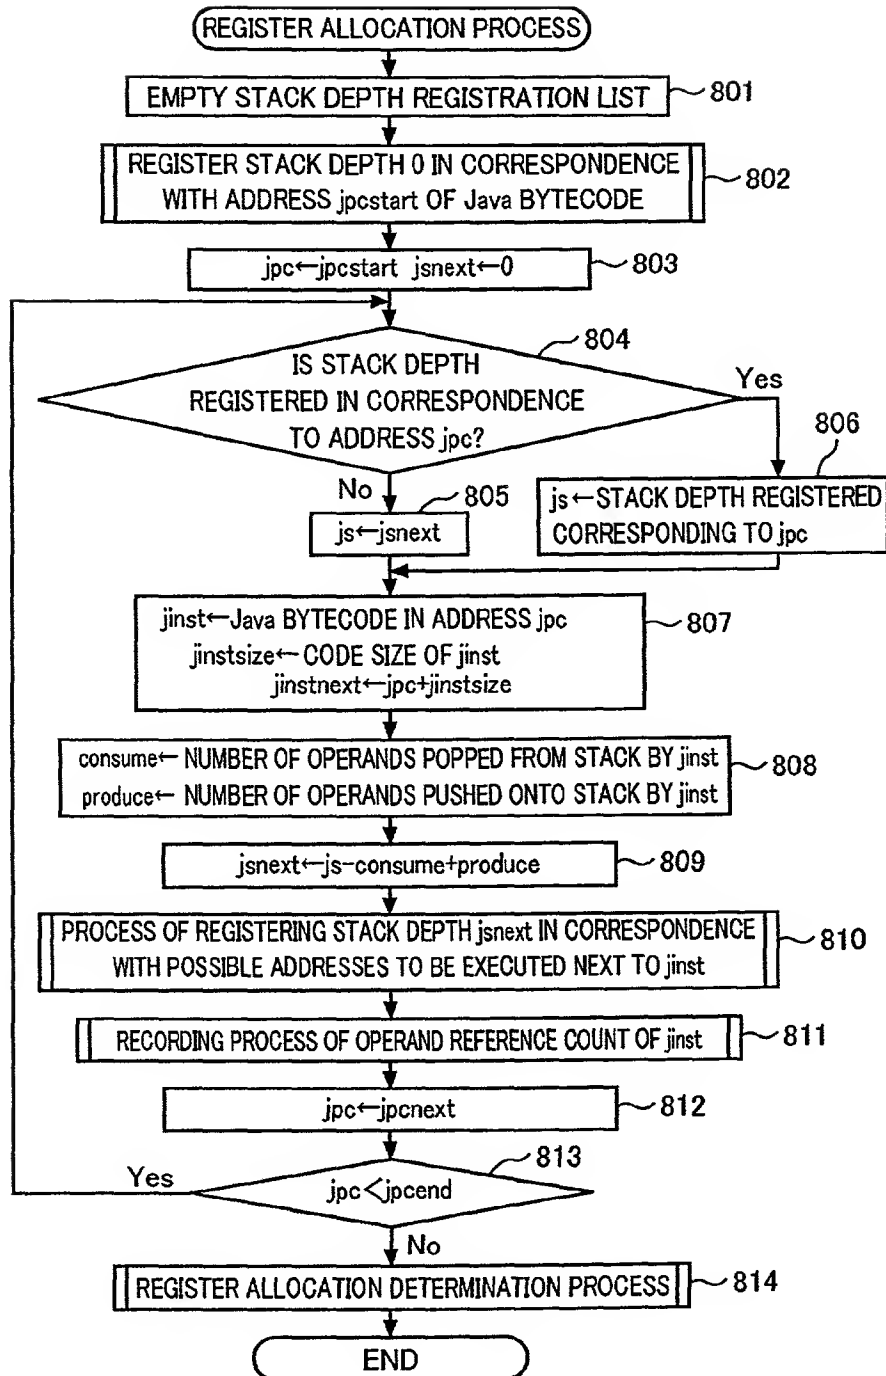 REGISTER ALLOCATION PROCESS
EMPTY STACK DEPTH REGISTRATION LIST
801
REGISTER STACK DEPTH 0 IN CORRESPONDENCE
WITH ADDRESS jpcstart OF Java BYTECODE
802
jpc←jpcstart jsnext←0
803
804
IS STACK DEPTH
REGISTERED IN CORRESPONDENCE
TO ADDRESS jpc?
Yes
806
No
805
js←jsnext
js←STACK DEPTH REGISTERED
CORRESPONDING TO jpc
jinst←Java BYTECODE IN ADDRESS jpc
jinstsize←CODE SIZE OF jinst
jinstnext←jpc+jinstsize
807
consume← NUMBER OF OPERANDS POPPED FROM STACK BY jinst
produce← NUMBER OF OPERANDS PUSHED ONTO STACK BY jinst
808
jsnext←js-consume+produce
809
PROCESS OF REGISTERING STACK DEPTH jsnext IN CORRESPONDENCE
WITH POSSIBLE ADDRESSES TO BE EXECUTED NEXT TO jinst
810
RECORDING PROCESS OF OPERAND REFERENCE COUNT OF jinst
811
jpc←jpcnext
812
813
Yes
jpc<jpcend
No
REGISTER ALLOCATION DETERMINATION PROCESS
814
END